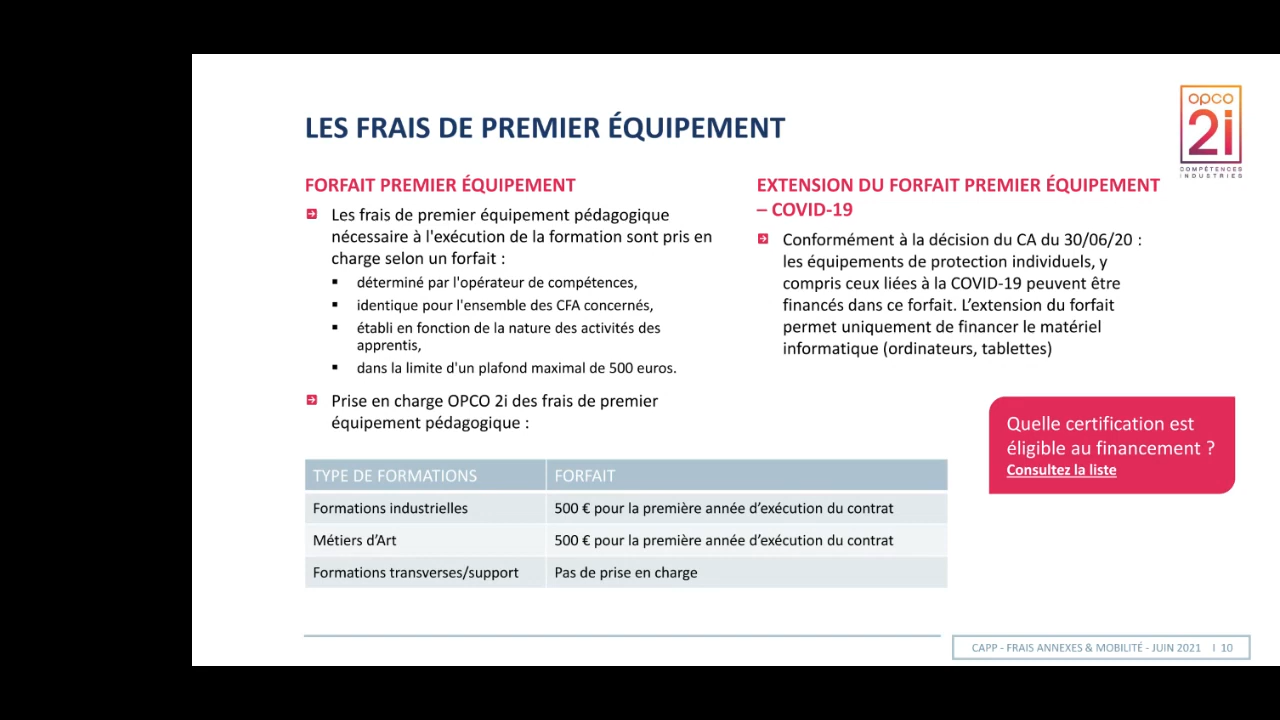 LES FRAIS DE PREMIER ÉQUIPEMENT
opco
2i
COMPÉTENCES
INDUSTRIES
FORFAIT PREMIER ÉQUIPEMENT
Les frais de premier équipement pédagogique
nécessaire à l'exécution de la formation sont pris en
charge selon un forfait :
déterminé par l'opérateur de compétences,
identique pour l'ensemble des CFA concernés,
établi en fonction de la nature des activités des
apprentis,
dans la limite d'un plafond maximal de 500 euros.
Prise en charge OPCO 2i des frais de premier
équipement pédagogique :
EXTENSION DU FORFAIT PREMIER ÉQUIPEMENT
– COVID-19
Conformément à la décision du CA du 30/06/20 :
les équipements de protection individuels, y
compris ceux liées à la COVID-19 peuvent être
financés dans ce forfait. L’extension du forfait
permet uniquement de financer le matériel
informatique (ordinateurs, tablettes)
Quelle certification est
éligible au financement ?
Consultez la liste
TYPE DE FORMATIONS FORFAIT
Formations industrielles 500 € pour la première année d’exécution du contrat
Métiers d’Art 500 € pour la première année d’exécution du contrat
Formations transverses/support Pas de prise en charge
CAPP - FRAIS ANNEXES & MOBILITÉ - JUIN 2021 I 10